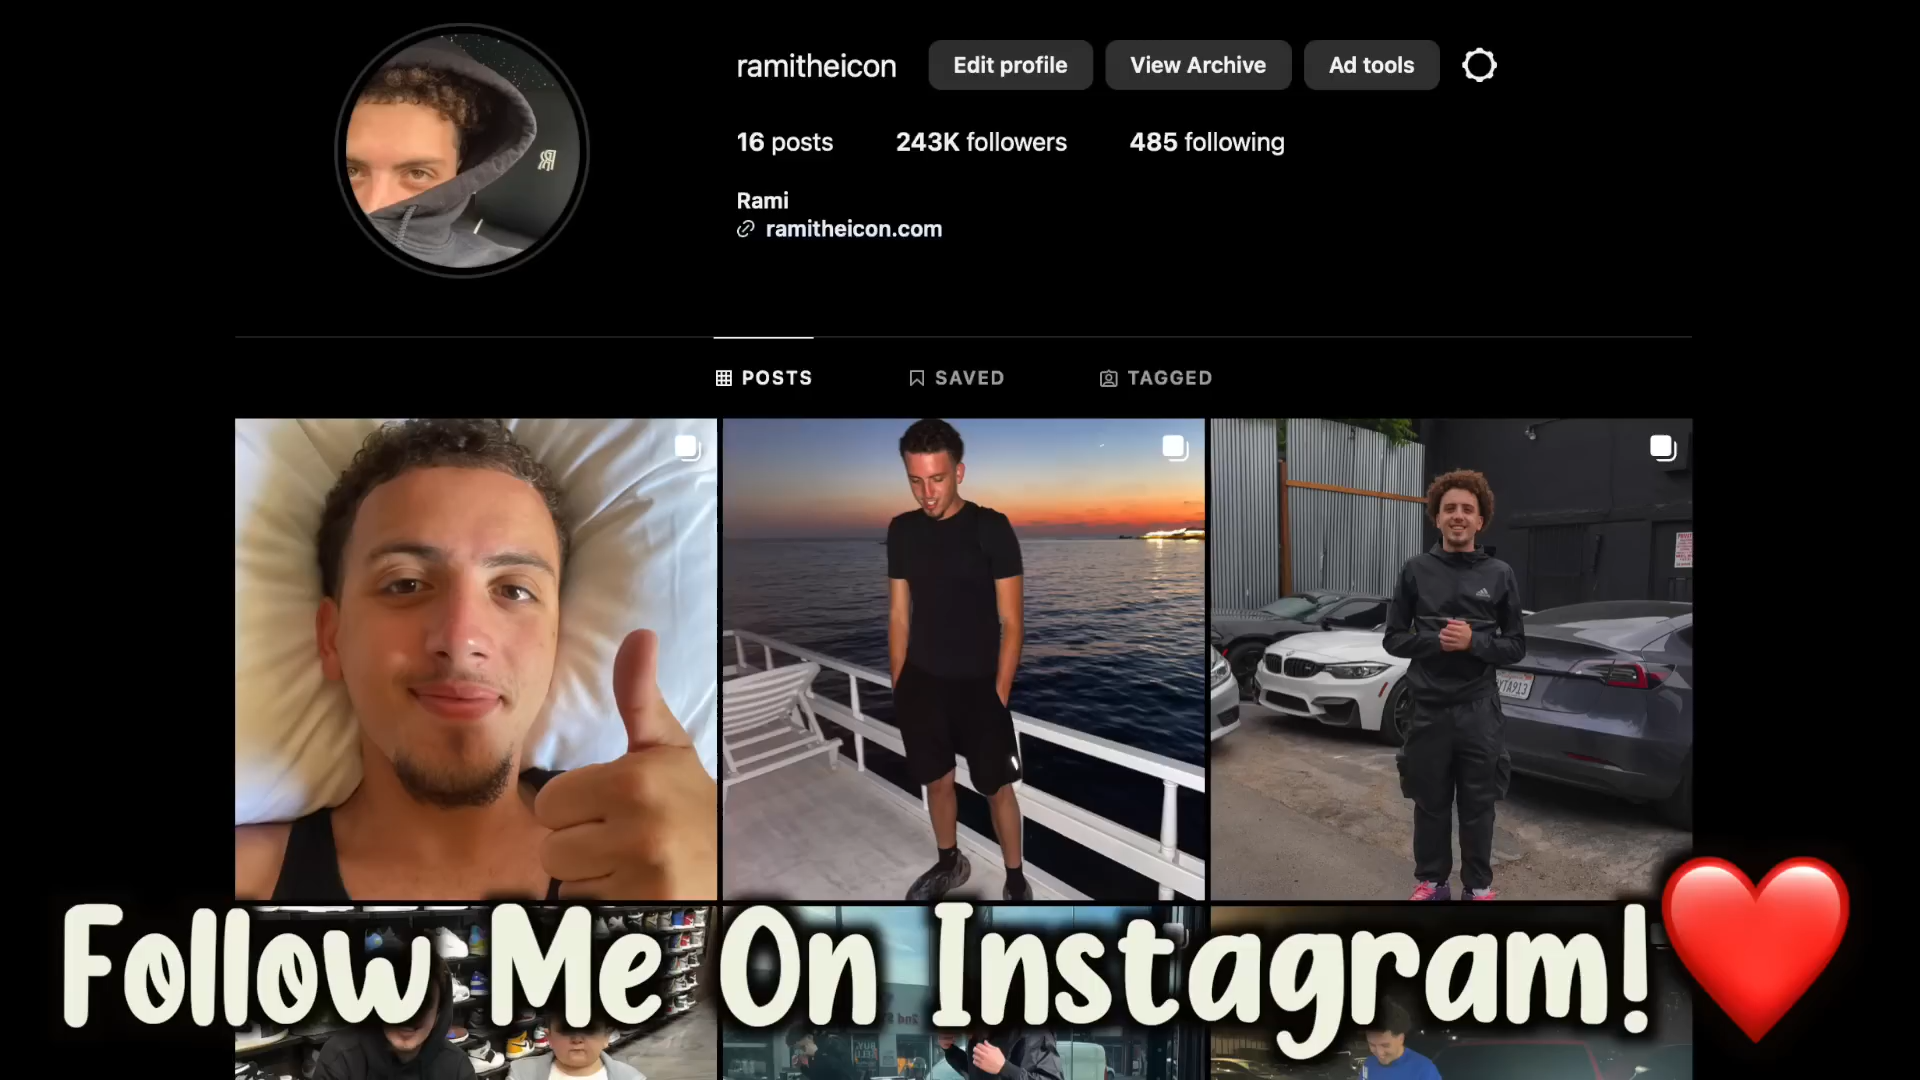 ramitheicon Edit profile View Archive Ad tools
16 posts 243K followers 485 following
Rami
ramitheicon.com
POSTS SAVED TAGGED
Follow Me On Instagram!